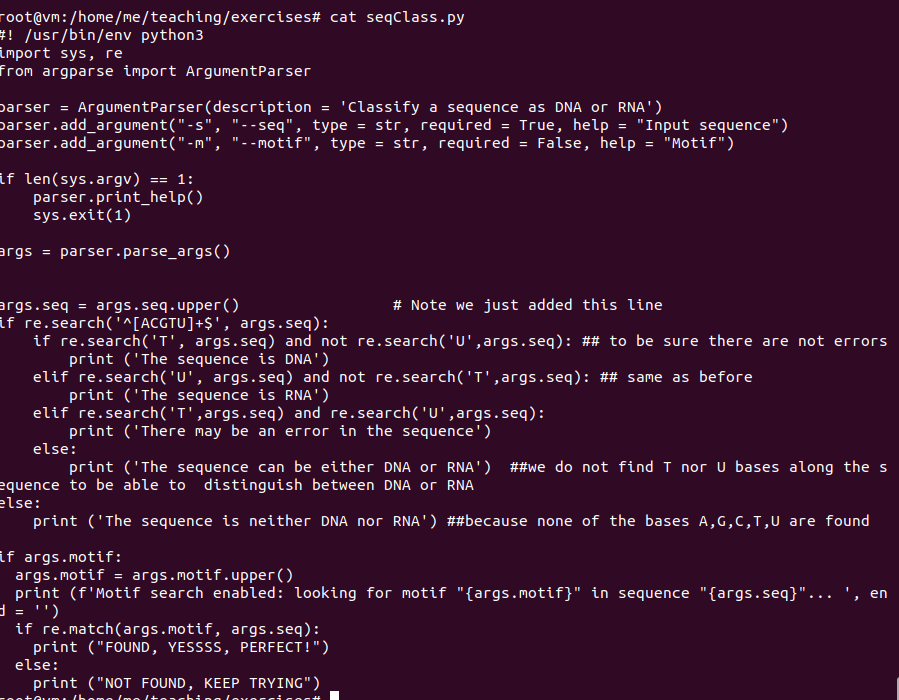 root@vm:/home/me/teaching/exercises# cat seqClass.py
#! /usr/bin/env python3
import sys, re
from argparse import ArgumentParser

parser = ArgumentParser(description = 'Classify a sequence as DNA or RNA')
parser.add_argument("-s", "--seq", type = str, required = True, help = "Input sequence")
parser.add_argument("-m", "--motif", type = str, required = False, help = "Motif")

if len(sys.argv) == 1:
    parser.print_help()
    sys.exit(1)

args = parser.parse_args()


args.seq = args.seq.upper()                 # Note we just added this line
if re.search('^[ACGTU]+$', args.seq):
    if re.search('T', args.seq) and not re.search('U',args.seq): ## to be sure there are not errors
        print ('The sequence is DNA')
    elif re.search('U', args.seq) and not re.search('T',args.seq): ## same as before
        print ('The sequence is RNA')
    elif re.search('T',args.seq) and re.search('U',args.seq):
        print ('There may be an error in the sequence')
    else:
        print ('The sequence can be either DNA or RNA')  ##we do not find T nor U bases along the s
equence to be able to  distinguish between DNA or RNA
else:
    print ('The sequence is neither DNA nor RNA') ##because none of the bases A,G,C,T,U are found

if args.motif:
  args.motif = args.motif.upper()
  print (f'Motif search enabled: looking for motif "{args.motif}" in sequence "{args.seq}"... ', en
d = '')
  if re.match(args.motif, args.seq):
    print ("FOUND, YESSSS, PERFECT!")
  else:
    print ("NOT FOUND, KEEP TRYING")
root@vm:/home/me/teaching/exercises#